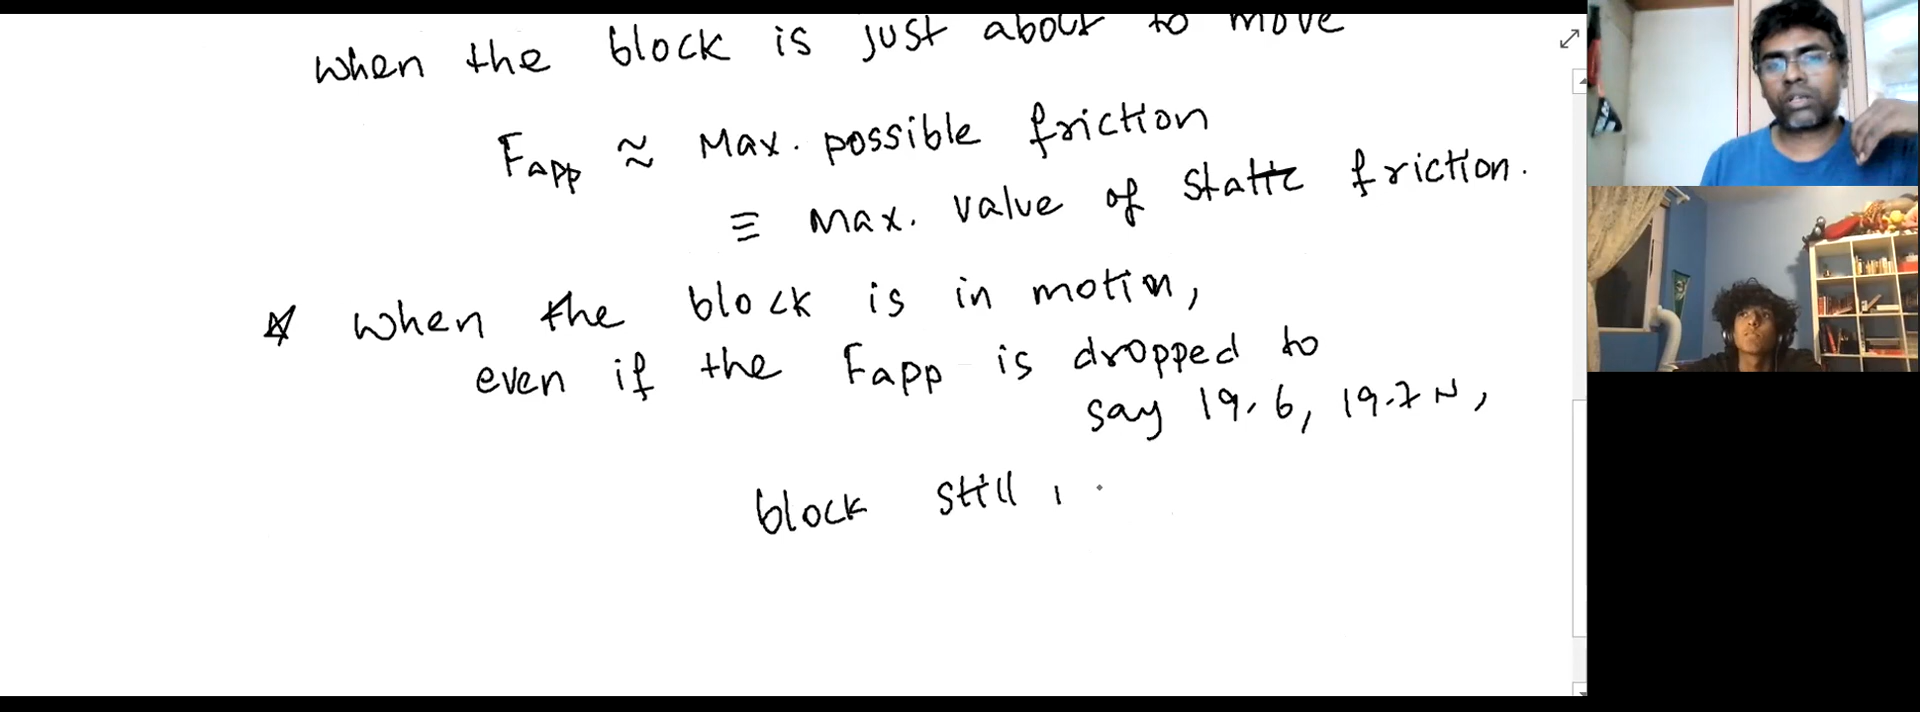 when the block is just about to move
Fapp ≈ Max. possible friction
≡ Max. value of static friction.
* when the block is in motion,
even if the Fapp is dropped to
say 19.6, 19.7 N,
block still